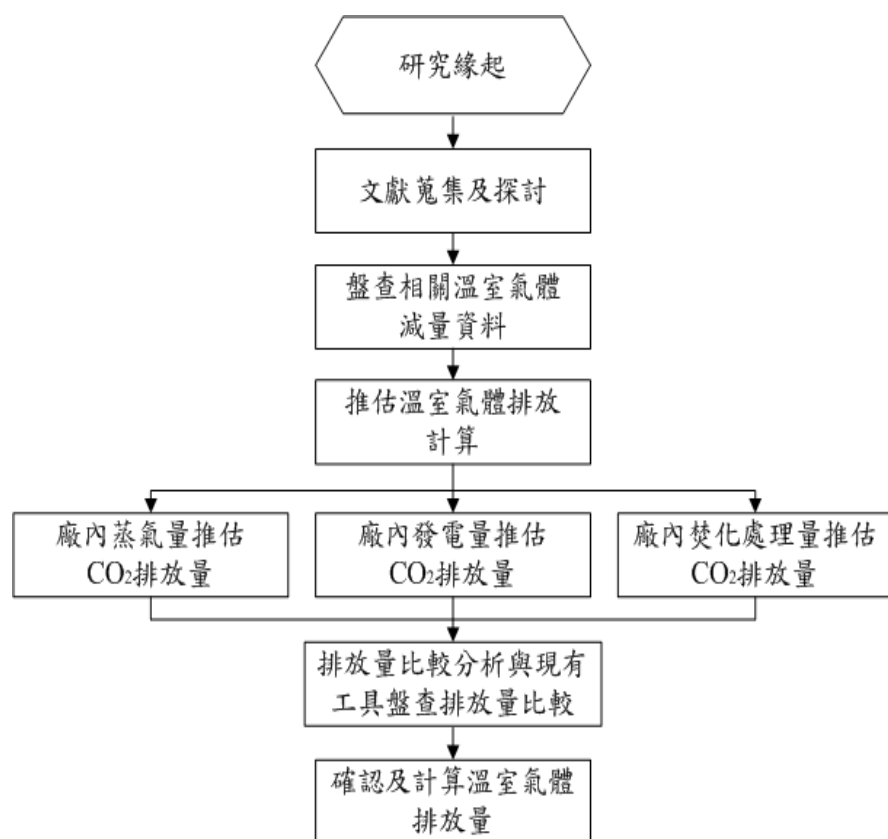 研究緣起
文獻蒐集及探討
盤查相關溫室氣體
減量資料
推估溫室氣體排放
計算
廠內蒸氣量推估
CO₂排放量
廠內發電量推估
CO₂排放量
廠內焚化處理量推估
CO₂排放量
排放量比較分析與現有
工具盤查排放量比較
確認及計算溫室氣體
排放量